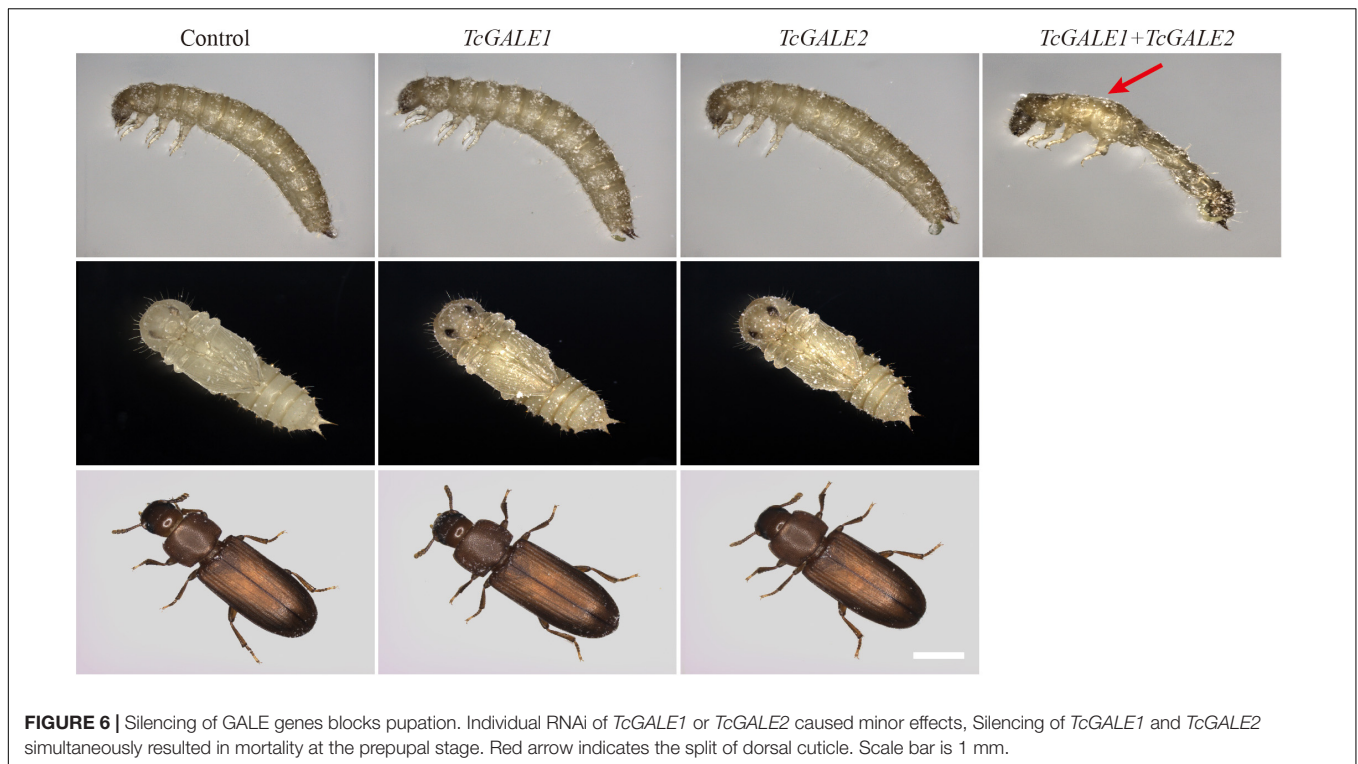 Control
TcGALE1
TcGALE2
TcGALE1+TcGALE2
FIGURE 6 | Silencing of GALE genes blocks pupation. Individual RNAi of TcGALE1 or TcGALE2 caused minor effects, Silencing of TcGALE1 and TcGALE2
simultaneously resulted in mortality at the prepupal stage. Red arrow indicates the split of dorsal cuticle. Scale bar is 1 mm.